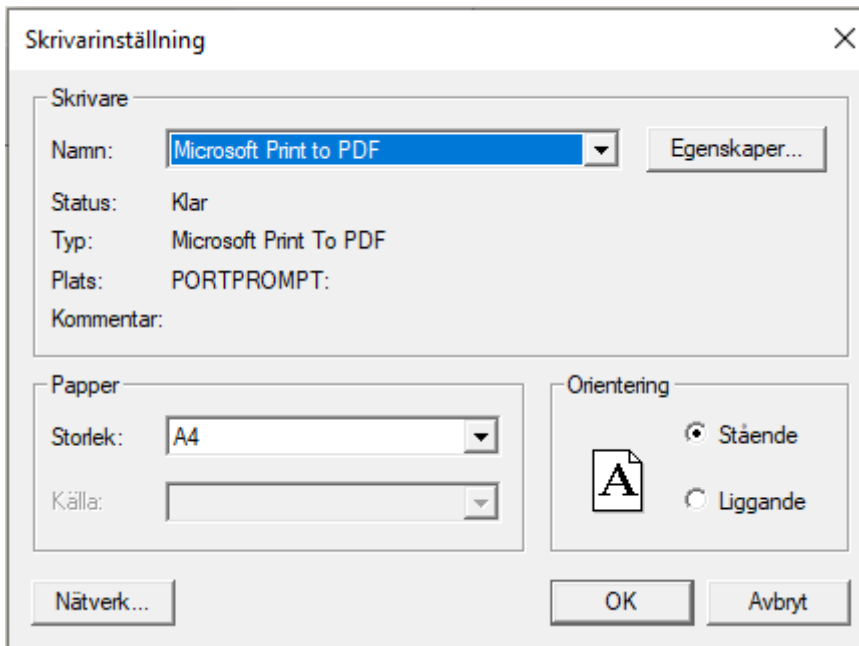 Skrivarinställning
Skrivare
Namn: Microsoft Print to PDF Egenskaper...
Status: Klar
Typ: Microsoft Print To PDF
Plats: PORTPROMPT:
Kommentar:
Papper
Storlek: A4
Källa:
Orientering
Stående
A
Liggande
Nätverk... OK Avbryt